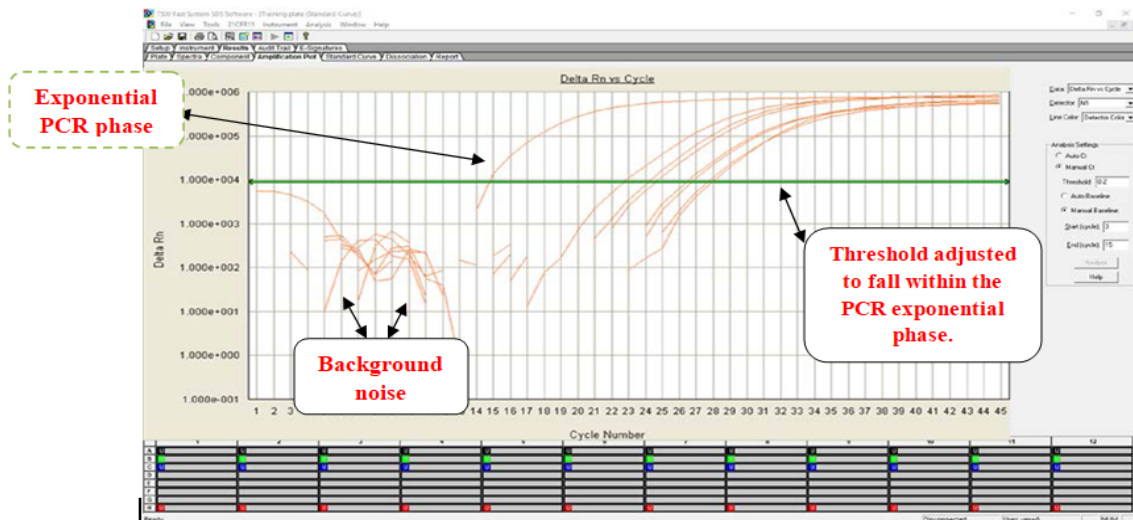 7500 Fast System SDS Software - [Training plate (Standard Curve)]
File View Tools 21CFR11 Instrument Analysis Window Help
Setup Instrument Results Audit Trail E-Signatures
Plate Spectra Component Amplification Plot Standard Curve Dissociation Report
Delta Rn vs Cycle
Exponential
PCR phase
.000e+006
.000e+005
1.000e+004
1.000e+003
1.000e+002
1.000e+001
1.000e+000
1.000e-001
Delta Rn
1 2 3
14 15 16 17 18 19 20 21 22 23 24 25 26 27 28 29 30 31 32 33 34 35 36 37 38 39 40 41 42 43 44 45
Cycle Number
Background
noise
Threshold adjusted
to fall within the
PCR exponential
phase.
Data: Delta Rn vs Cycle
Detector:
Line Color: Detector Color
Analysis Settings
Auto Ct
Manual Ct
Threshold: 0.2
Auto Baseline
Manual Baseline
Start (cycle): 3
End (cycle): 15
Analyze
Help
1 2 3 4 5 6 7 8 9 10 11 12
A
B
C
D
E
F
G
H
Ready
Disconnected